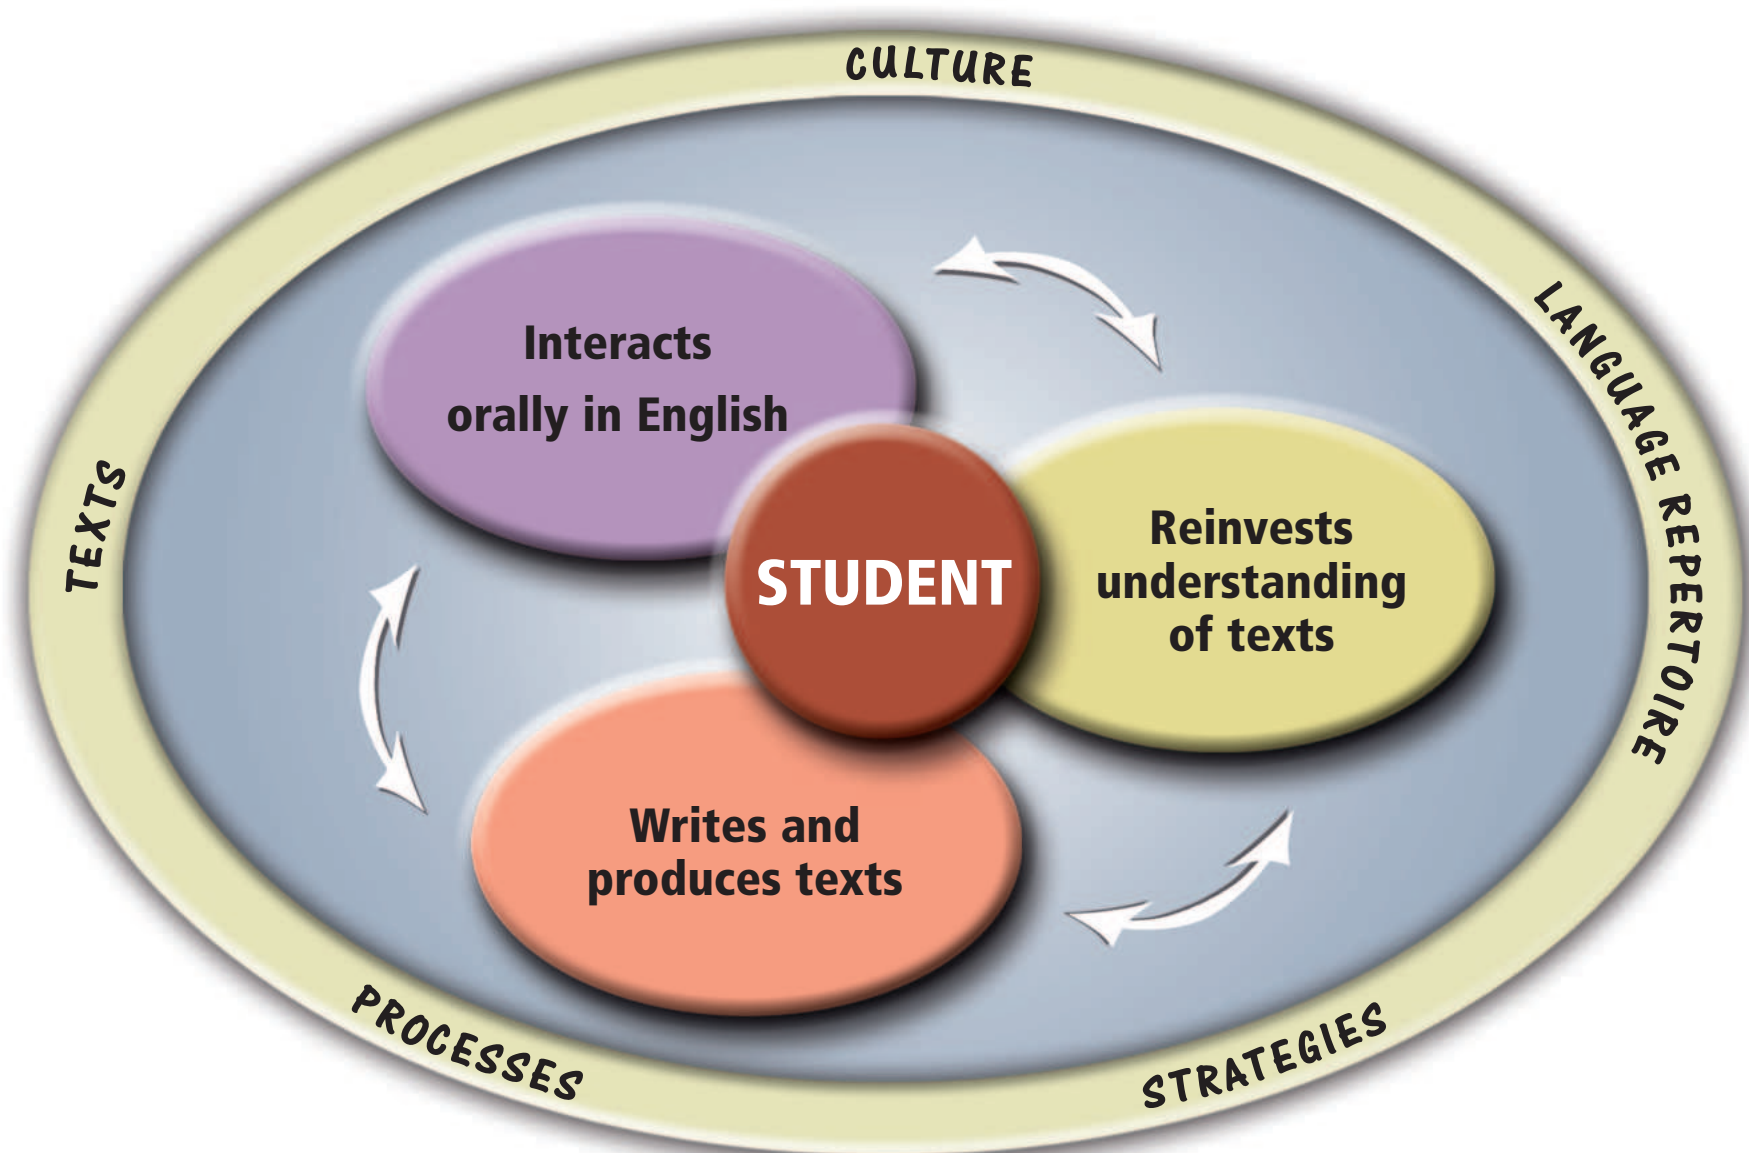 CULTURE
LANGUAGE REPERTOIRE
TEXTS
Interacts
orally in English
STUDENT
Reinvests
understanding
of texts
Writes and
produces texts
PROCESSES
STRATEGIES